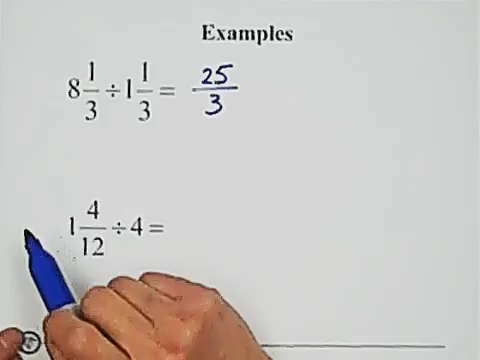 Examples
8 1/3 ÷ 1 1/3 = 25/3
1 4/12 ÷ 4 =